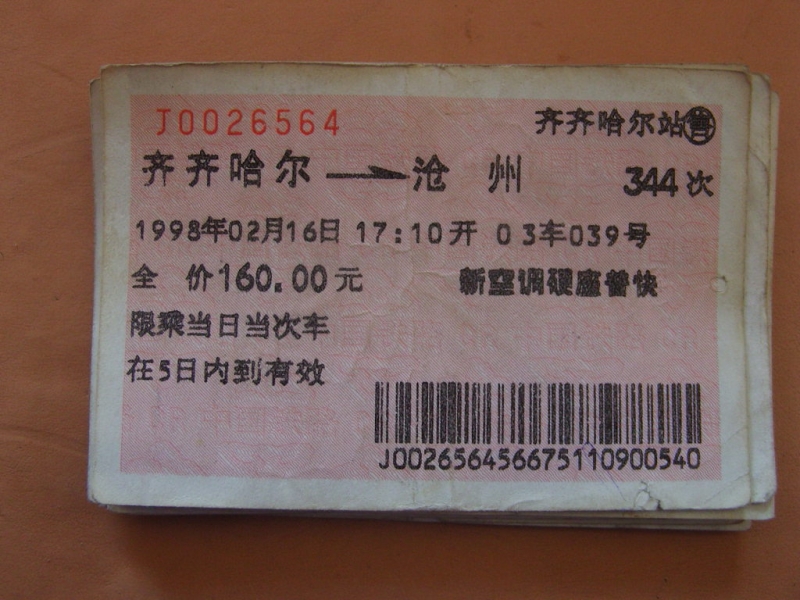 J0026564
齐齐哈尔站售
齐齐哈尔 → 沧州 344次
1998年02月16日 17:10开 03车039号
全价160.00元 新空调硬座普快
限乘当日当次车
在5日内到有效
J00265645667511090054​0